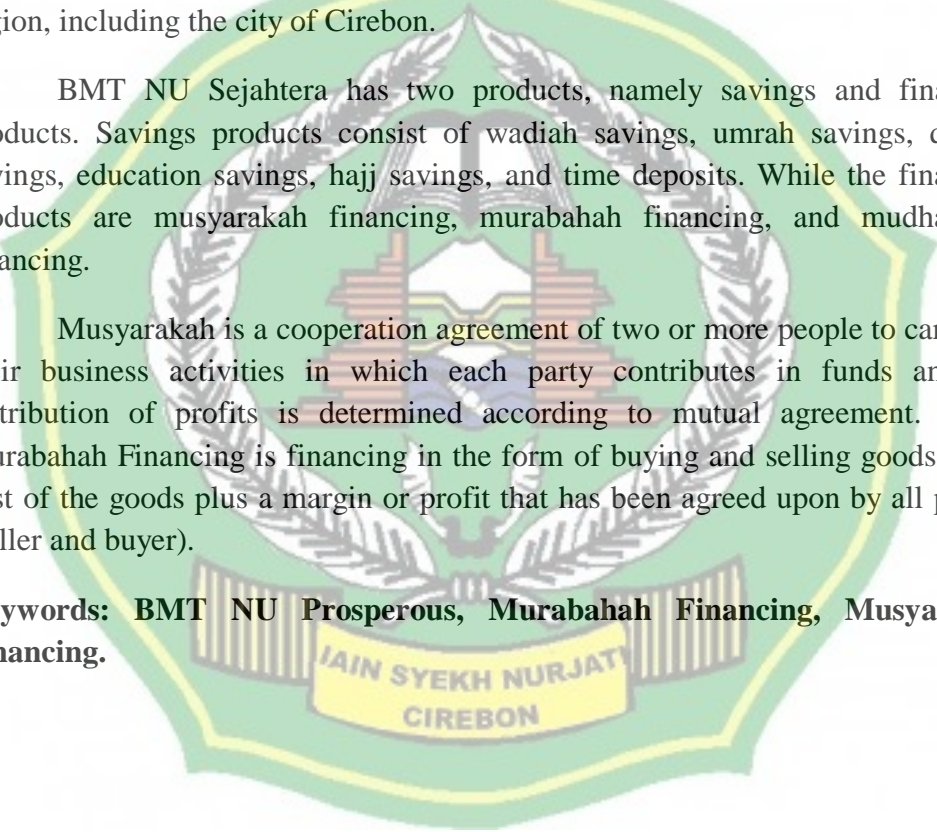 gion, including the city of Cirebon.
BMT NU Sejahtera has two products, namely savings and fina
oducts. Savings products consist of wadiah savings, umrah savings,
vings, education savings, hajj savings, and time deposits. While the fina
oducts are musyarakah financing, murabahah financing, and mudha
ancing.
Musyarakah is a cooperation agreement of two or more people to car
ir business activities in which each party contributes in funds an
tribution of profits is determined according to mutual agreement.
urabahah Financing is financing in the form of buying and selling goods
st of the goods plus a margin or profit that has been agreed upon by all p
ller and buyer).
ywords: BMT NU Prosperous, Murabahah Financing, Musya
nancing.
IAIN SYEKH NURJATI
CIREBON